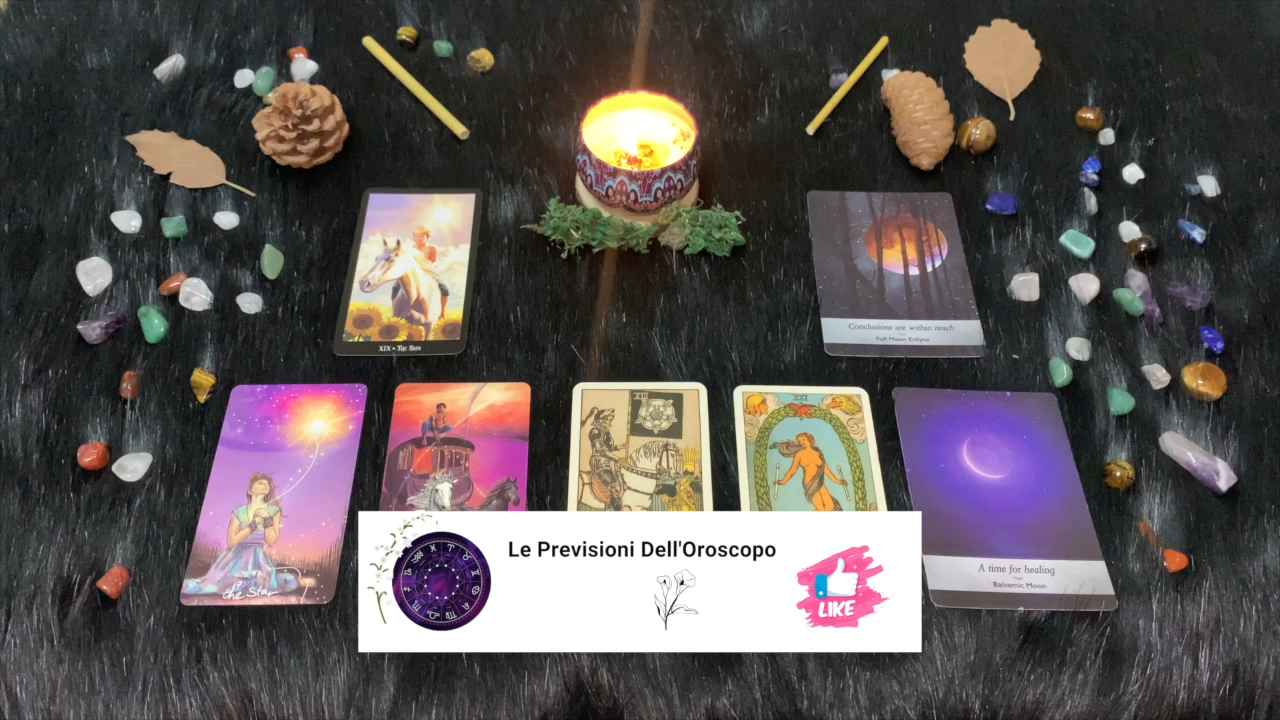 XIX • The Sun
Conclusions are within reach
Full Moon Eclipse
XIII
XXI
the Star
A time for healing
Balsamic Moon
Le Previsioni Dell'Oroscopo
LIKE